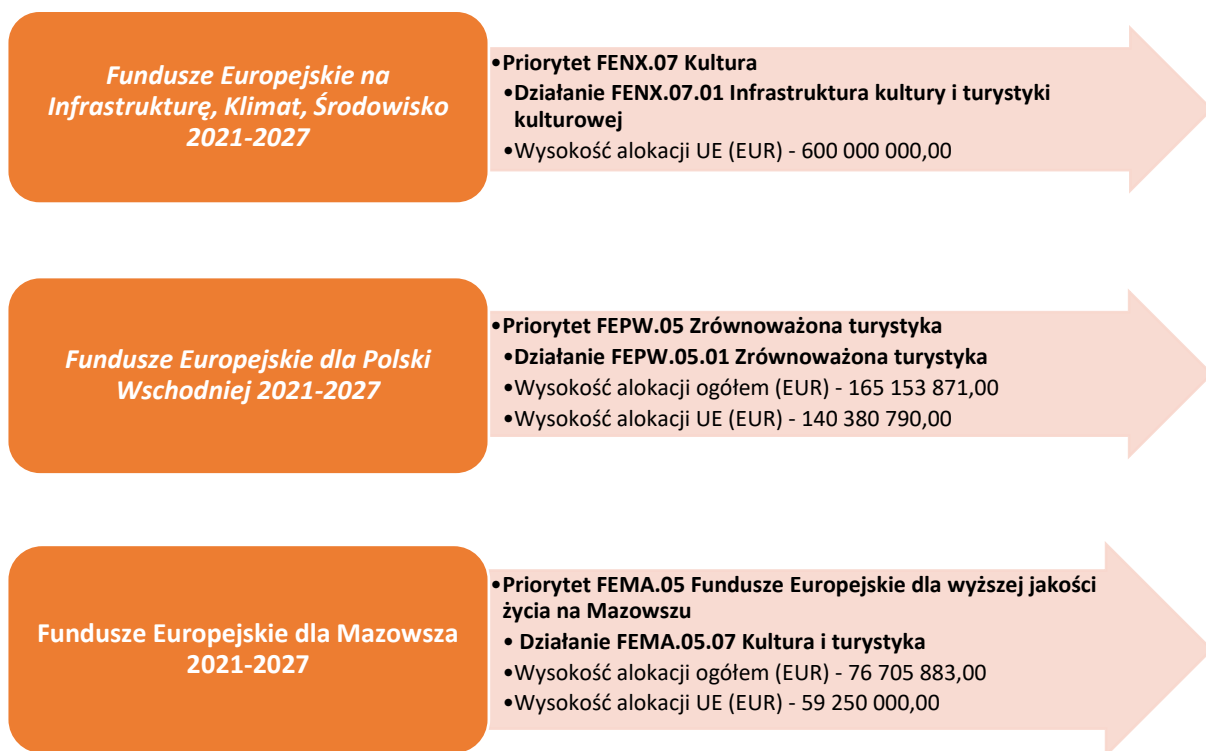 Fundusze Europejskie na
Infrastrukturę, Klimat, Środowisko
2021-2027
•Priorytet FENX.07 Kultura
•Działanie FENX.07.01 Infrastruktura kultury i turystyki
kulturowej
•Wysokość alokacji UE (EUR) - 600 000 000,00
Fundusze Europejskie dla Polski
Wschodniej 2021-2027
•Priorytet FEPW.05 Zrównoważona turystyka
•Działanie FEPW.05.01 Zrównoważona turystyka
•Wysokość alokacji ogółem (EUR) - 165 153 871,00
•Wysokość alokacji UE (EUR) - 140 380 790,00
Fundusze Europejskie dla Mazowsza
2021-2027
•Priorytet FEMA.05 Fundusze Europejskie dla wyższej jakości
życia na Mazowszu
• Działanie FEMA.05.07 Kultura i turystyka
•Wysokość alokacji ogółem (EUR) - 76 705 883,00
•Wysokość alokacji UE (EUR) - 59 250 000,00